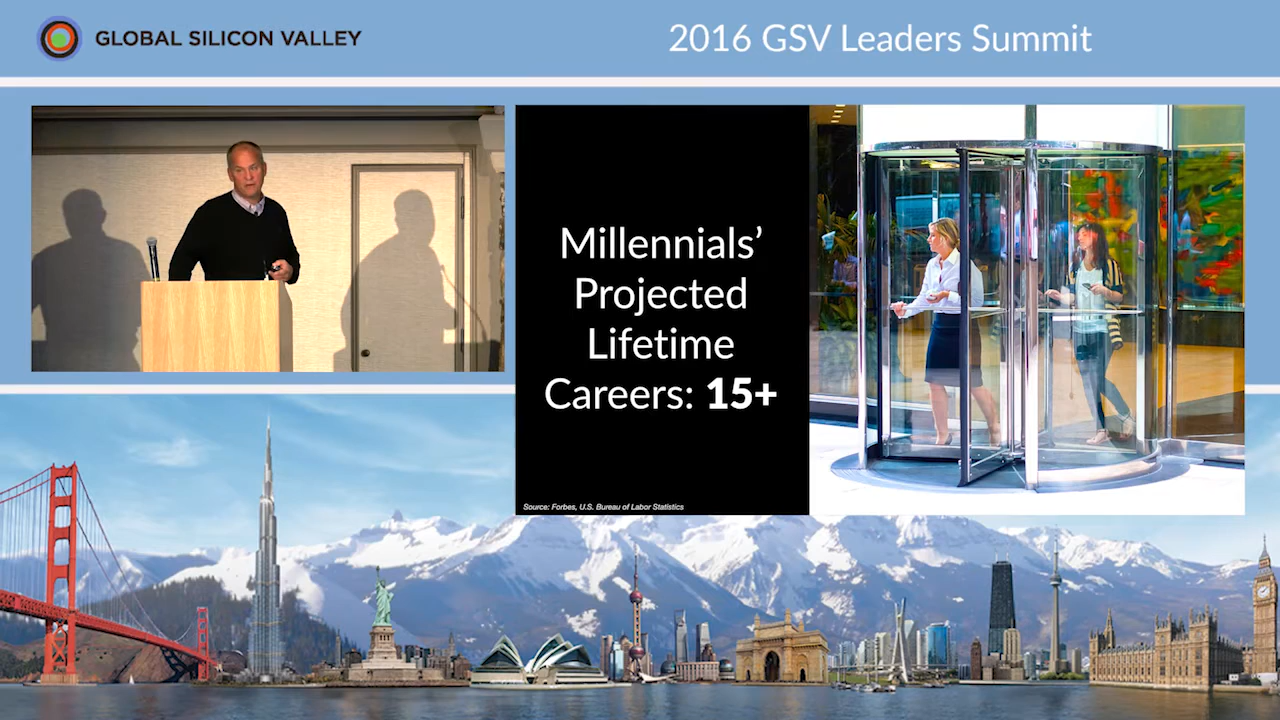 GLOBAL SILICON VALLEY
2016 GSV Leaders Summit
Millennials’
Projected
Lifetime
Careers: 15+
Source: Forbes, U.S. Bureau of Labor Statistics